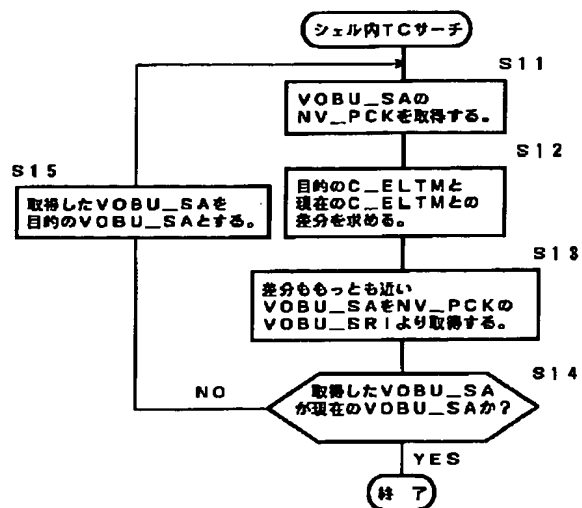 シェル内TCサーチ
S11
VOBU_SAの
NV_PCKを取得する。
S12
目的のC_ELTMと
現在のC_ELTMとの
差分を求める。
S13
差分ももっとも近い
VOBU_SAをNV_PCKの
VOBU_SRIより取得する。
S14
取得したVOBU_SA
が現在のVOBU_SAか?
NO
YES
S15
取得したVOBU_SAを
目的のVOBU_SAとする。
終 了